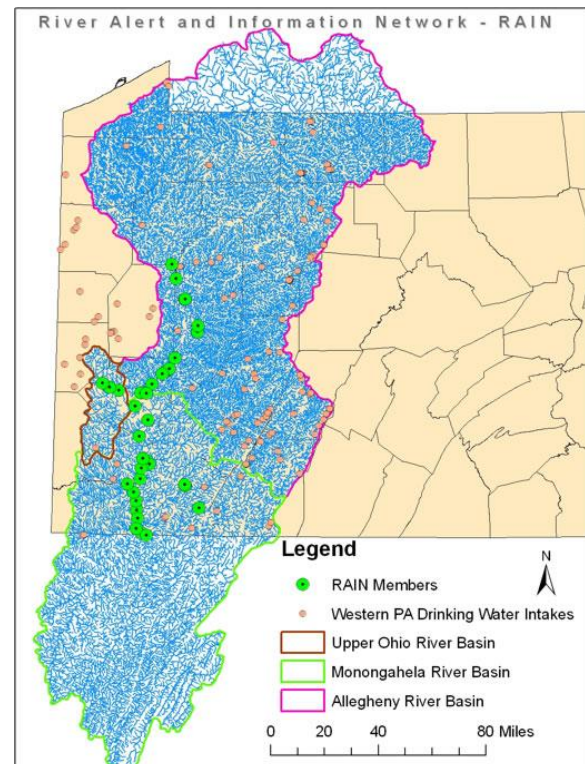 River Alert and Information Network - RAIN
Legend
N
RAIN Members
Western PA Drinking Water Intakes
Upper Ohio River Basin
Monongahela River Basin
Allegheny River Basin
0 20 40 80 Miles